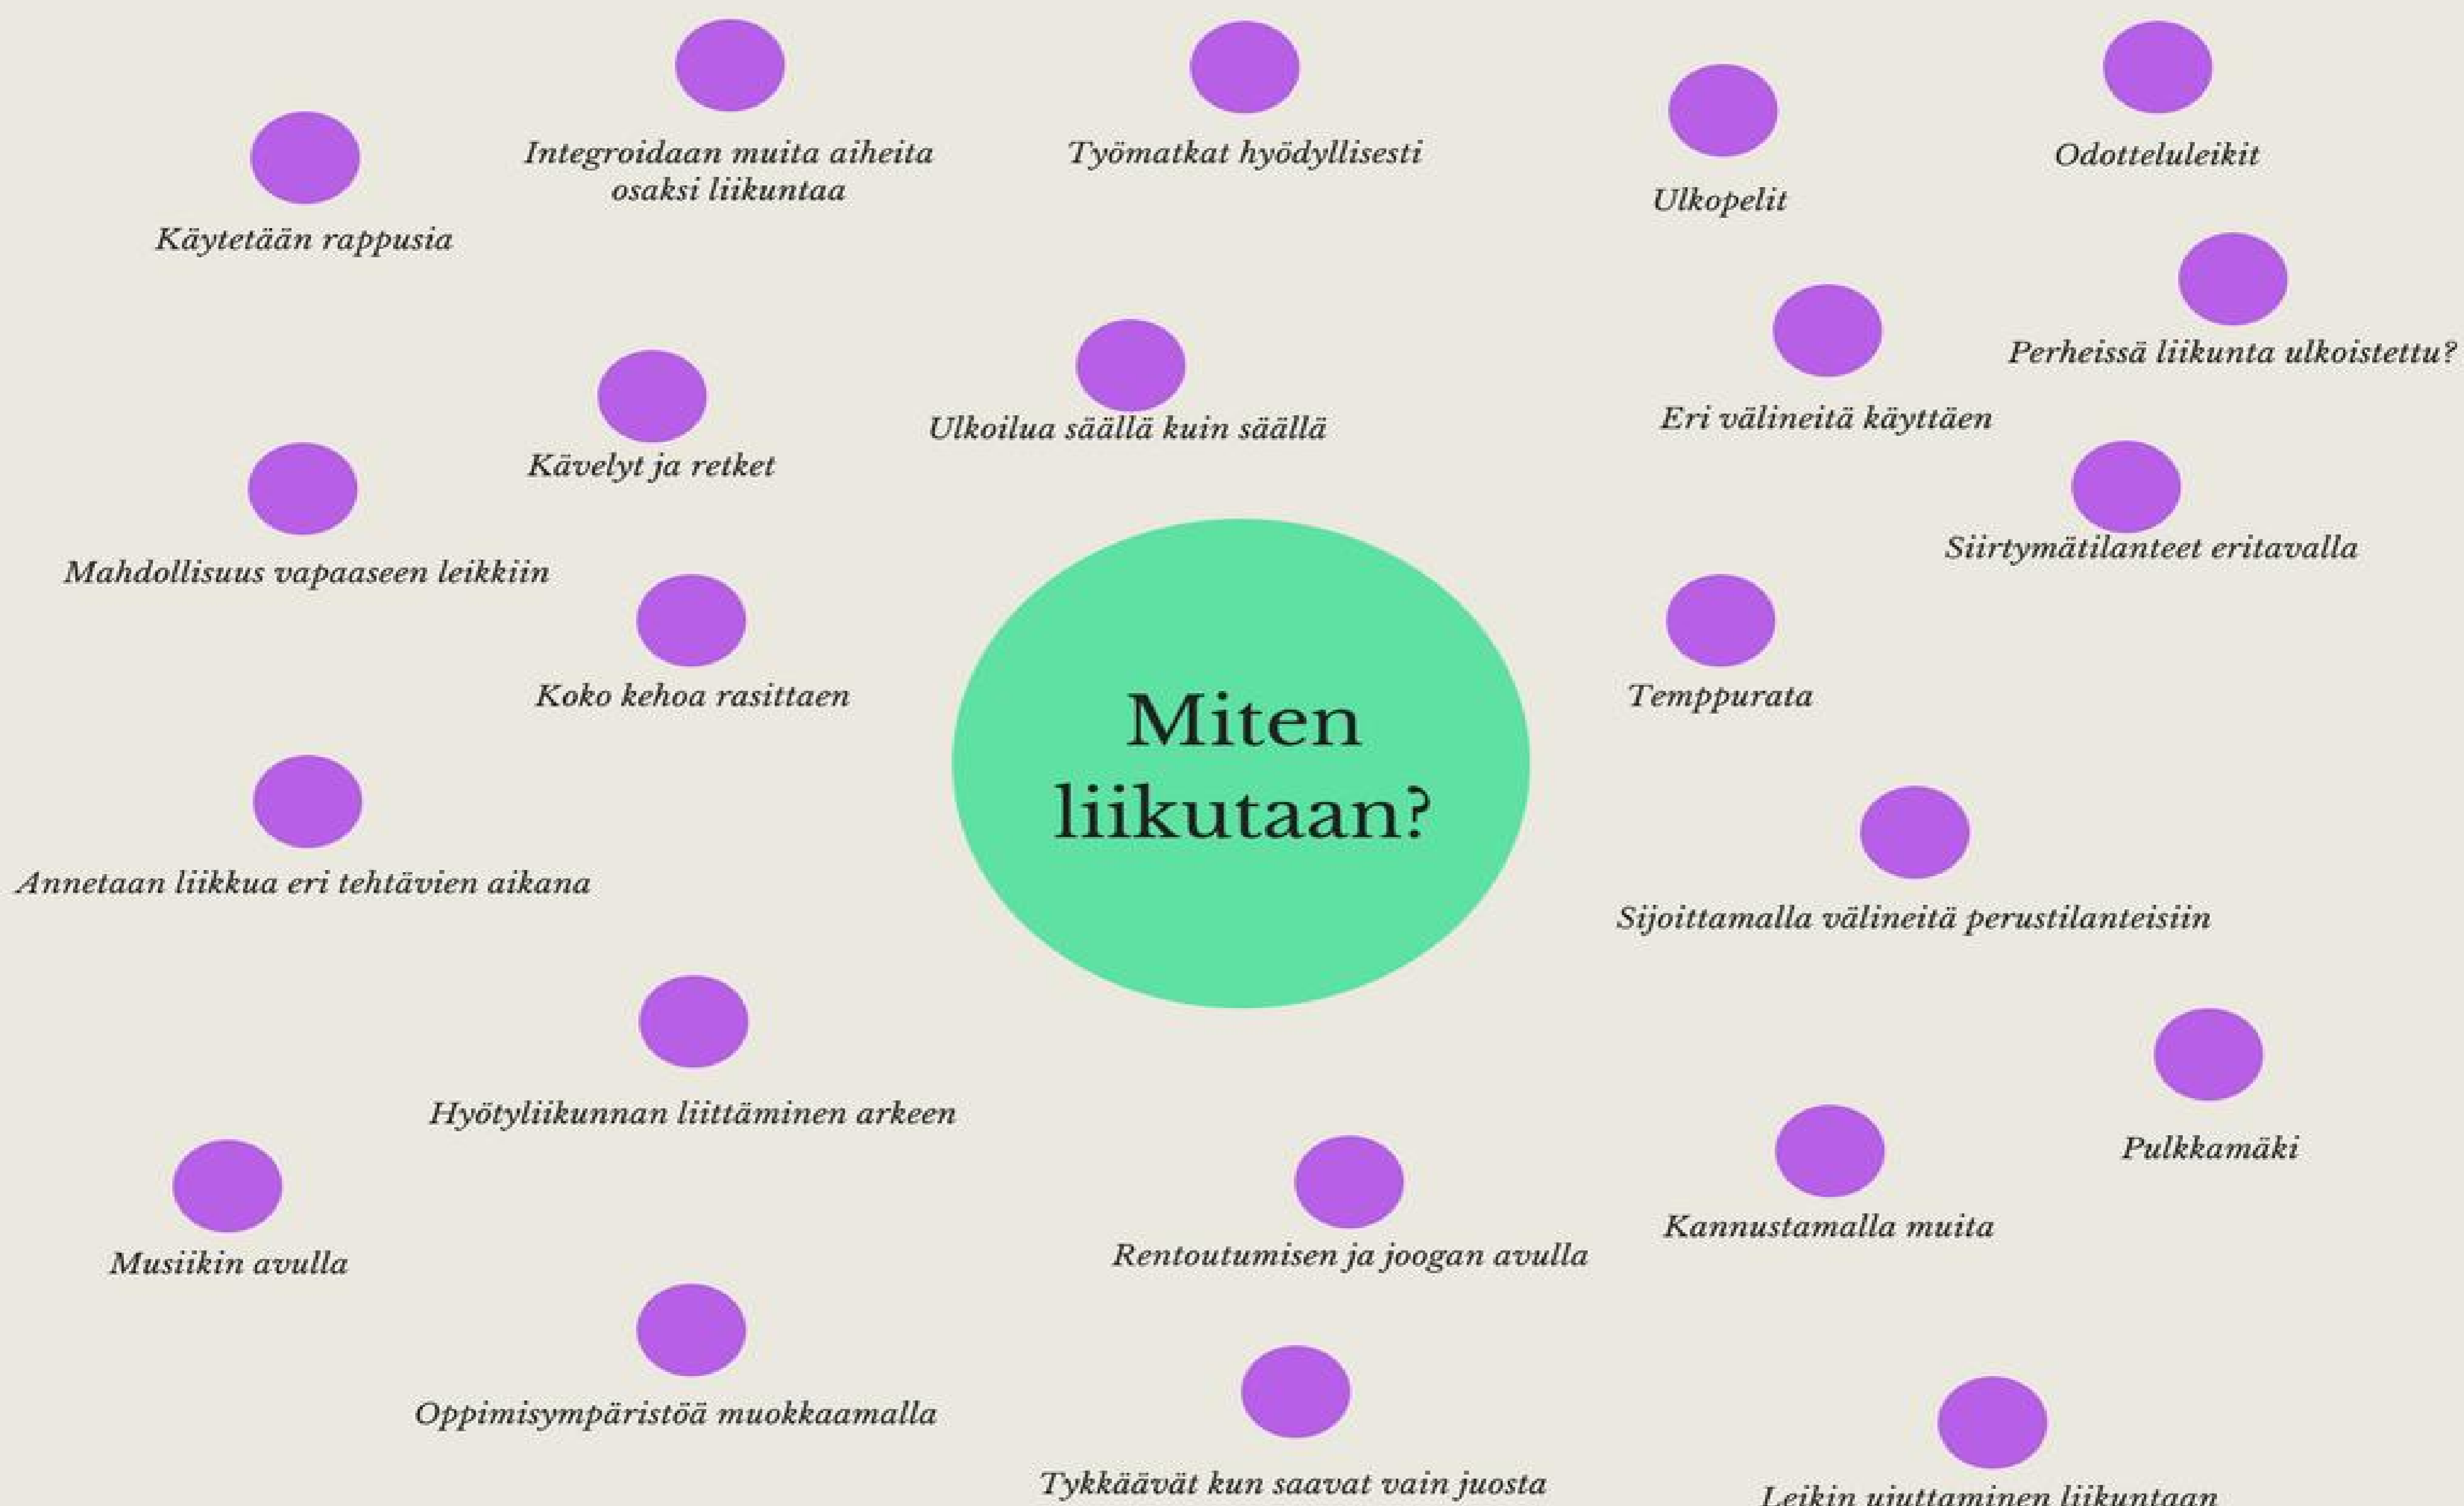 Integroidaan muita aiheita
osaksi liikuntaa
Työmatkat hyödyllisesti
Odotteluleikit
Ulkopelit
Käytetään rappusia
Perheissä liikunta ulkoistettu?
Eri välineitä käyttäen
Ulkoilua säällä kuin säällä
Kävelyt ja retket
Siirtymätilanteet eritavalla
Mahdollisuus vapaaseen leikkiin
Koko kehoa rasittaen
Temppurata
Miten
liikutaan?
Annetaan liikkua eri tehtävien aikana
Sijoittamalla välineitä perustilanteisiin
Hyötyliikunnan liittäminen arkeen
Pulkkamäki
Kannustamalla muita
Rentoutumisen ja joogan avulla
Musiikin avulla
Oppimisympäristöä muokkaamalla
Tykkäävät kun saavat vain juosta
Leikin ujuttaminen liikuntaan